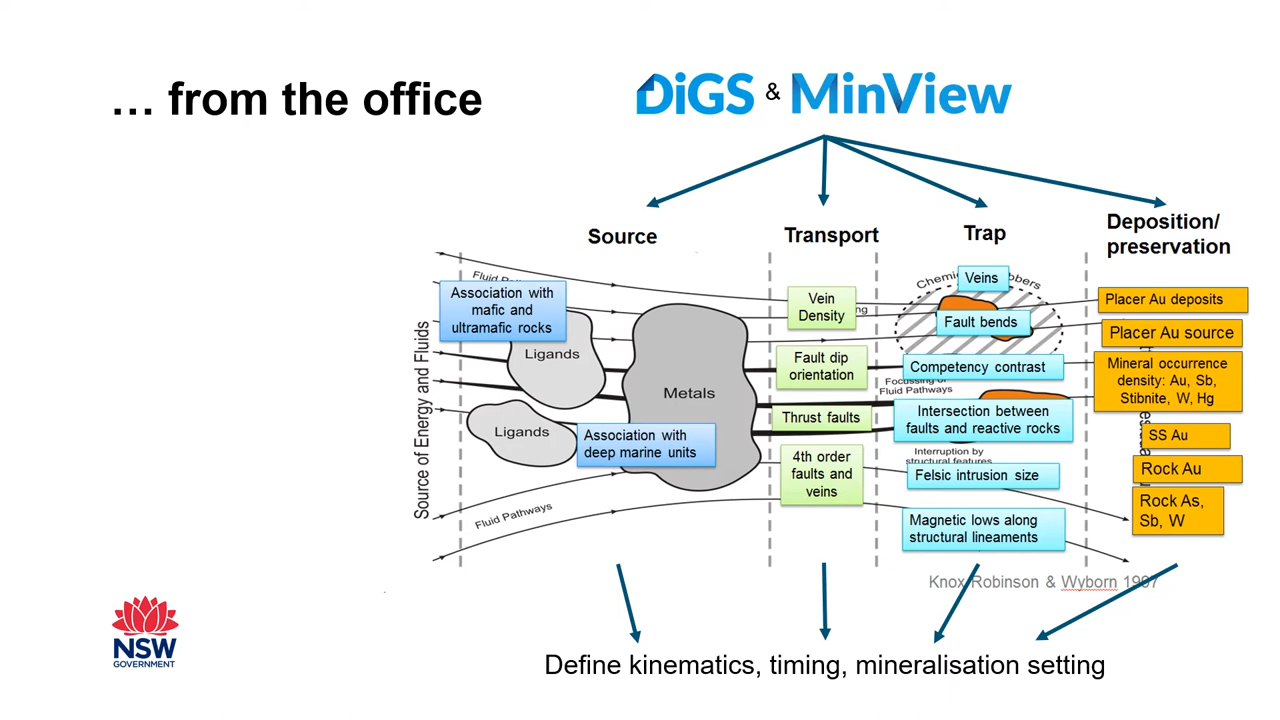 … from the office
DiGS & MinView
Source
Transport
Trap
Deposition/
preservation
Source of Energy and Fluids
Association with
mafic and
ultramafic rocks
Ligands
Ligands
Metals
Association with
deep marine units
Fluid Pathways
Vein
Density
Fault dip
orientation
Thrust faults
4th order
faults and
veins
Veins
Fault bends
Competency contrast
Focussing of
Fluid Pathways
Intersection between
faults and reactive rocks
Interruption by
structural features
Felsic intrusion size
Magnetic lows along
structural lineaments
Placer Au deposits
Placer Au source
Mineral occurrence
density: Au, Sb,
Stibnite, W, Hg
SS Au
Rock Au
Rock As,
Sb, W
Knox Robinson & Wyborn 1997
Define kinematics, timing, mineralisation setting
NSW
GOVERNMENT